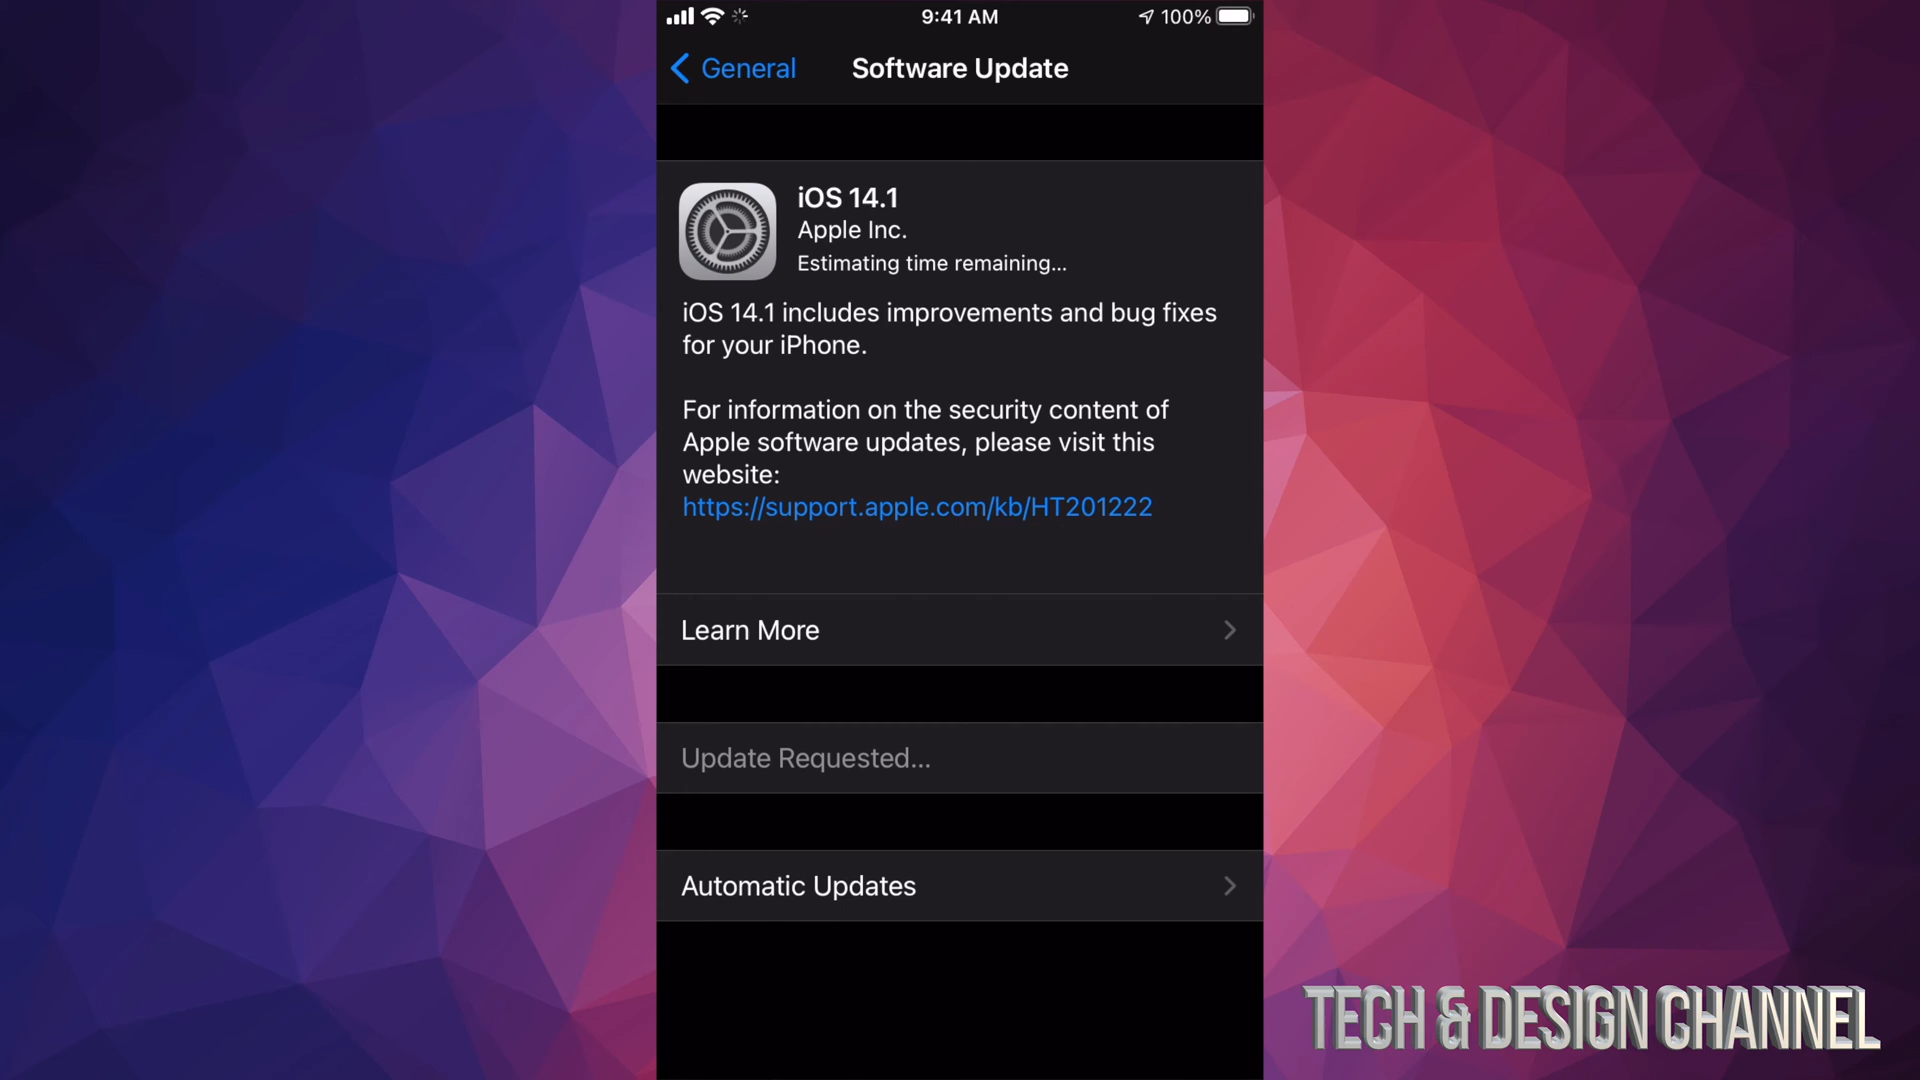 9:41 AM
100%
General
Software Update
iOS 14.1
Apple Inc.
Estimating time remaining...
iOS 14.1 includes improvements and bug fixes
for your iPhone.
For information on the security content of
Apple software updates, please visit this
website:
https://support.apple.com/kb/HT201222
Learn More
Update Requested...
Automatic Updates
TECH & DESIGN CHANNEL